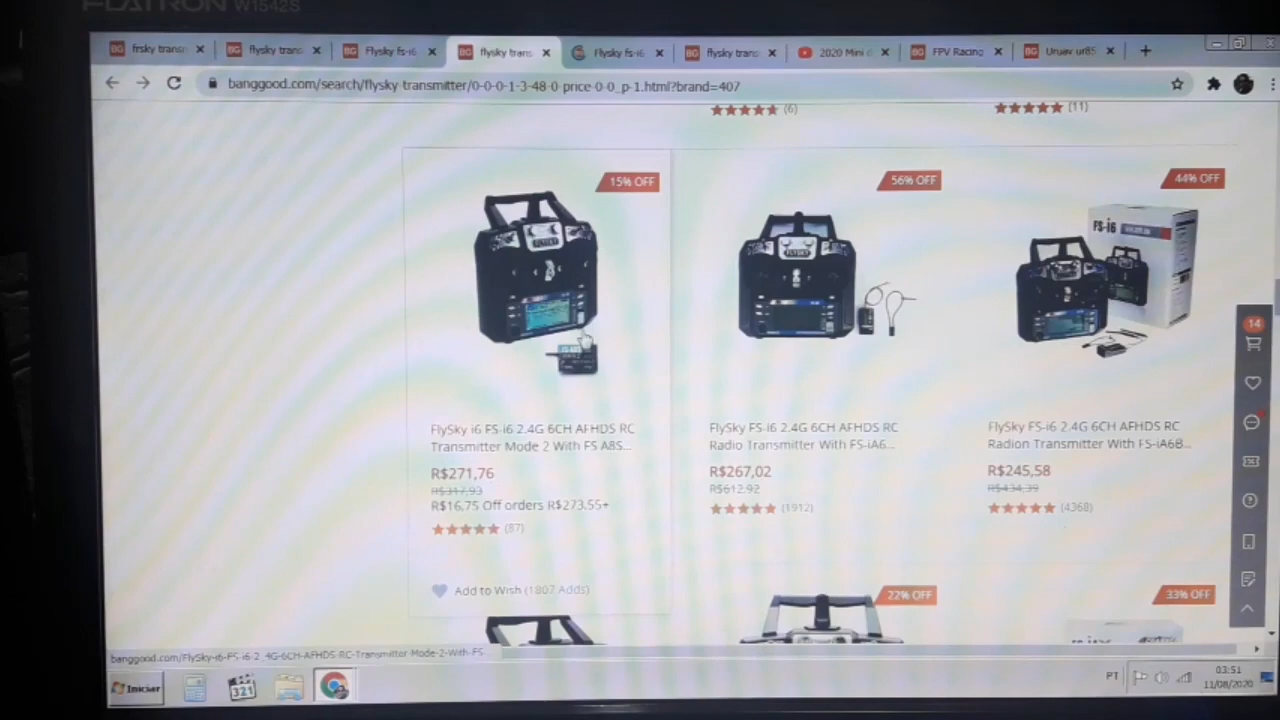 FLATRON W1542S
frsky transr
flysky trans
Flysky fs-i6
flysky trans
Flysky fs-i6
flysky trans
2020 Mini
FPV Racing
Uruav ur85
banggood.com/search/flysky-transmitter/0-0-0-1-3-48-0-price-0-0_p-1.html?brand=407
(6)
(11)
15% OFF
56% OFF
44% OFF
FLYSKY
FS-i6
FlySky i6 FS-i6 2.4G 6CH AFHDS RC
Transmitter Mode 2 With FS A8S...
R$271,76
R$317,93
R$16,75 Off orders R$273.55+
(87)
Add to Wish (1807 Adds)
FlySky FS-i6 2.4G 6CH AFHDS RC
Radio Transmitter With FS-iA6...
R$267,02
R$612,92
(1912)
FlySky FS-i6 2.4G 6CH AFHDS RC
Radion Transmitter With FS-iA6B...
R$245,58
R$434,39
(4368)
14
22% OFF
33% OFF
banggood.com/FlySky-i6-FS-i6-2_4G-6CH-AFHDS-RC-Transmitter-Mode-2-With-FS
Iniciar
321
PT
03:51
11/08/2020